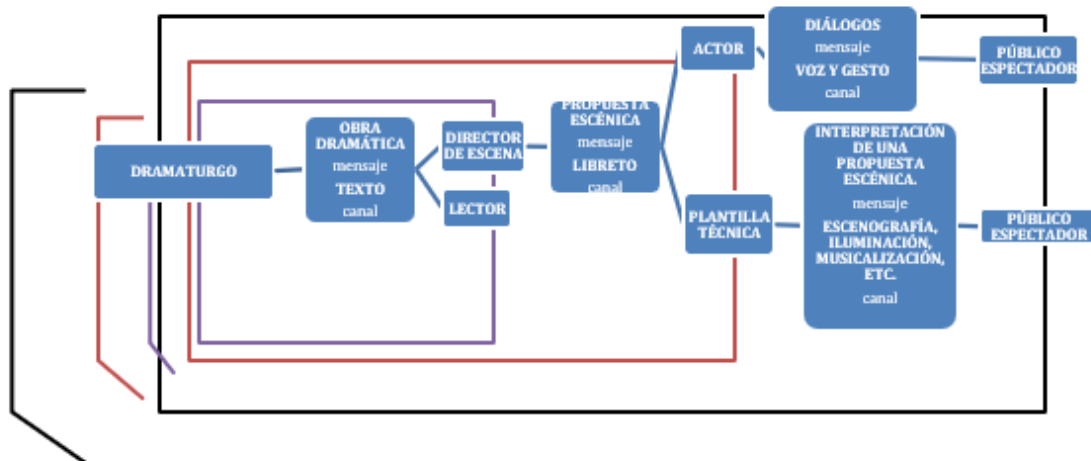 DRAMATURGO
OBRA
DRAMÁTICA
mensaje
TEXTO
canal
DIRECTOR
DE ESCENA
LECTOR
PROPUESTA
ESCÉNICA
mensaje
LIBRETO
canal
ACTOR
PLANTILLA
TÉCNICA
DIÁLOGOS
mensaje
VOZ Y GESTO
canal
INTERPRETACIÓN
DE UNA
PROPUESTA
ESCÉNICA.
mensaje
ESCENOGRAFÍA,
ILUMINACIÓN,
MUSICALIZACIÓN,
ETC.
canal
PÚBLICO
ESPECTADOR
PÚBLICO
ESPECTADOR